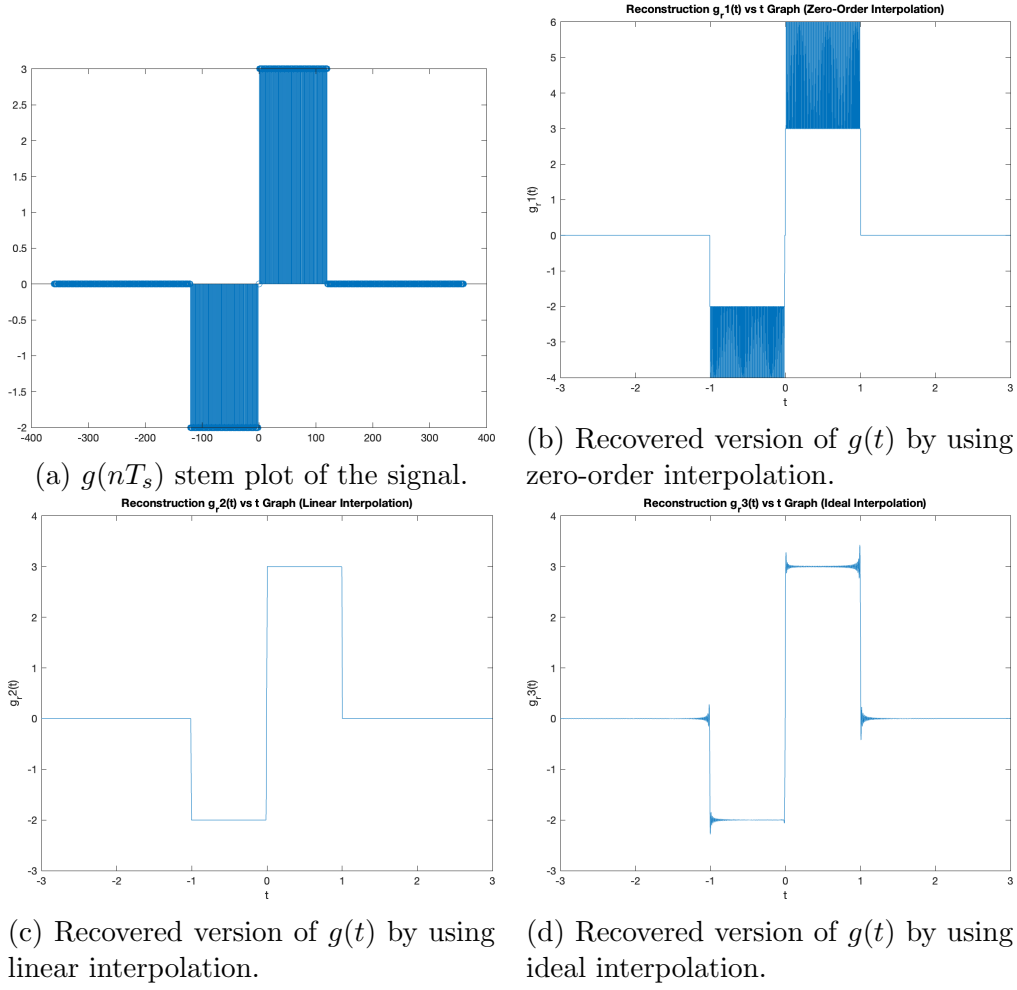 3
2.5
2
1.5
1
0.5
0
-0.5
-1
-1.5
-2
-400 -300 -200 -100 0 100 200 300 400
(a) g(nTₛ) stem plot of the signal.
Reconstruction g_r1(t) vs t Graph (Zero-Order Interpolation)
g_r1(t)
6
5
4
3
2
1
0
-1
-2
-3
-4
-3 -2 -1 0 1 2 3
t
(b) Recovered version of g(t) by using
zero-order interpolation.
Reconstruction g_r2(t) vs t Graph (Linear Interpolation)
g_r2(t)
4
3
2
1
0
-1
-2
-3
-3 -2 -1 0 1 2 3
t
(c) Recovered version of g(t) by using
linear interpolation.
Reconstruction g_r3(t) vs t Graph (Ideal Interpolation)
g_r3(t)
4
3
2
1
0
-1
-2
-3
-3 -2 -1 0 1 2 3
t
(d) Recovered version of g(t) by using
ideal interpolation.